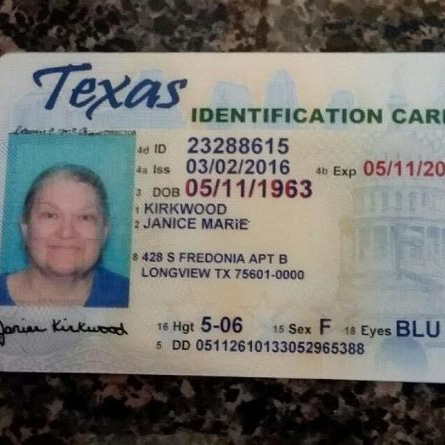 Texas
IDENTIFICATION CAR
4d ID 23288615
4a Iss 03/02/2016 4b Exp 05/11/20
3 DOB 05/11/1963
1 KIRKWOOD
2 JANICE MARIE
8 428 S FREDONIA APT B
LONGVIEW TX 75601-0000
Janice Kirkwood
16 Hgt 5-06 15 Sex F 18 Eyes BLU
5 DD 05112610133052965388